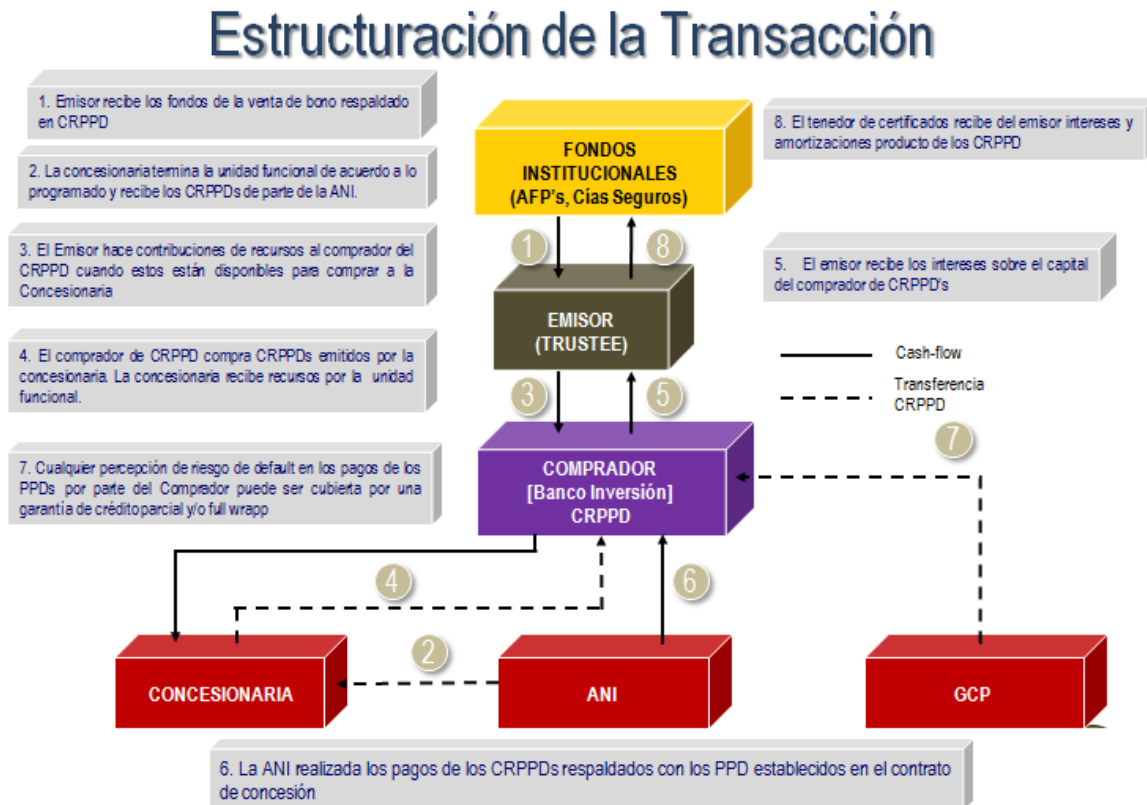 Estructuración de la Transacción
1. Emisor recibe los fondos de la venta de bono respaldado
en CRPPD
2. La concesionaria termina la unidad funcional de acuerdo a lo
programado y recibe los CRPPDs de parte de la ANI.
3. El Emisor hace contribuciones de recursos al comprador del
CRPPD cuando estos están disponibles para comprar a la
Concesionaria
4. El comprador de CRPPD compra CRPPDs emitidos por la
concesionaria. La concesionaria recibe recursos por la unidad
funcional.
7. Cualquier percepción de riesgo de default en los pagos de los
PPDs por parte del Comprador puede ser cubierta por una
garantía de crédito parcial y/o full wrapp
FONDOS
INSTITUCIONALES
(AFP's, Cías Seguros)
1
8
EMISOR
(TRUSTEE)
3
5
COMPRADOR
[Banco Inversión]
CRPPD
4
6
7
2
CONCESIONARIA
ANI
GCP
8. El tenedor de certificados recibe del emisor intereses y
amortizaciones producto de los CRPPD
5. El emisor recibe los intereses sobre el capital
del comprador de CRPPD's
Cash-flow
Transferencia
CRPPD
6. La ANI realizada los pagos de los CRPPDs respaldados con los PPD establecidos en el contrato
de concesión